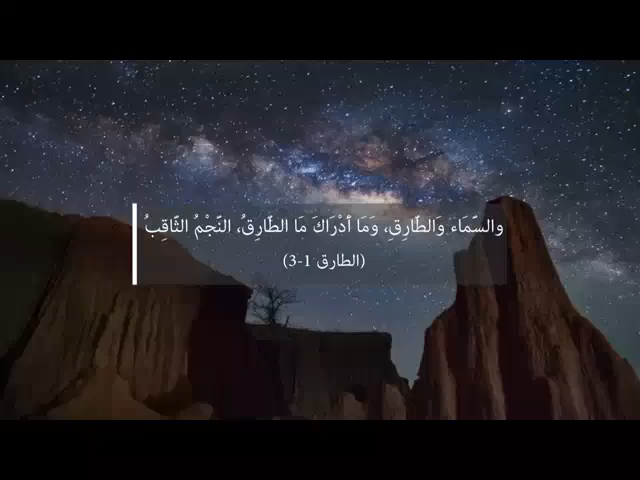 والسَّمَاء وَالطَّارِقِ، وَمَا أَدْرَاكَ مَا الطَّارِقُ، النَّجْمُ الثَّاقِبُ
(الطارق 1-3)